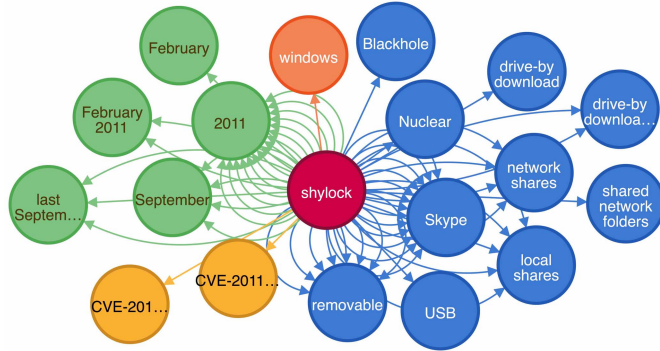 February
windows
Blackhole
drive-by
download
February
2011
2011
Nuclear
drive-by
downloa...
shylock
network
shares
last
Septem...
September
Skype
shared
network
folders
CVE-2011...
local
shares
CVE-201...
removable
USB